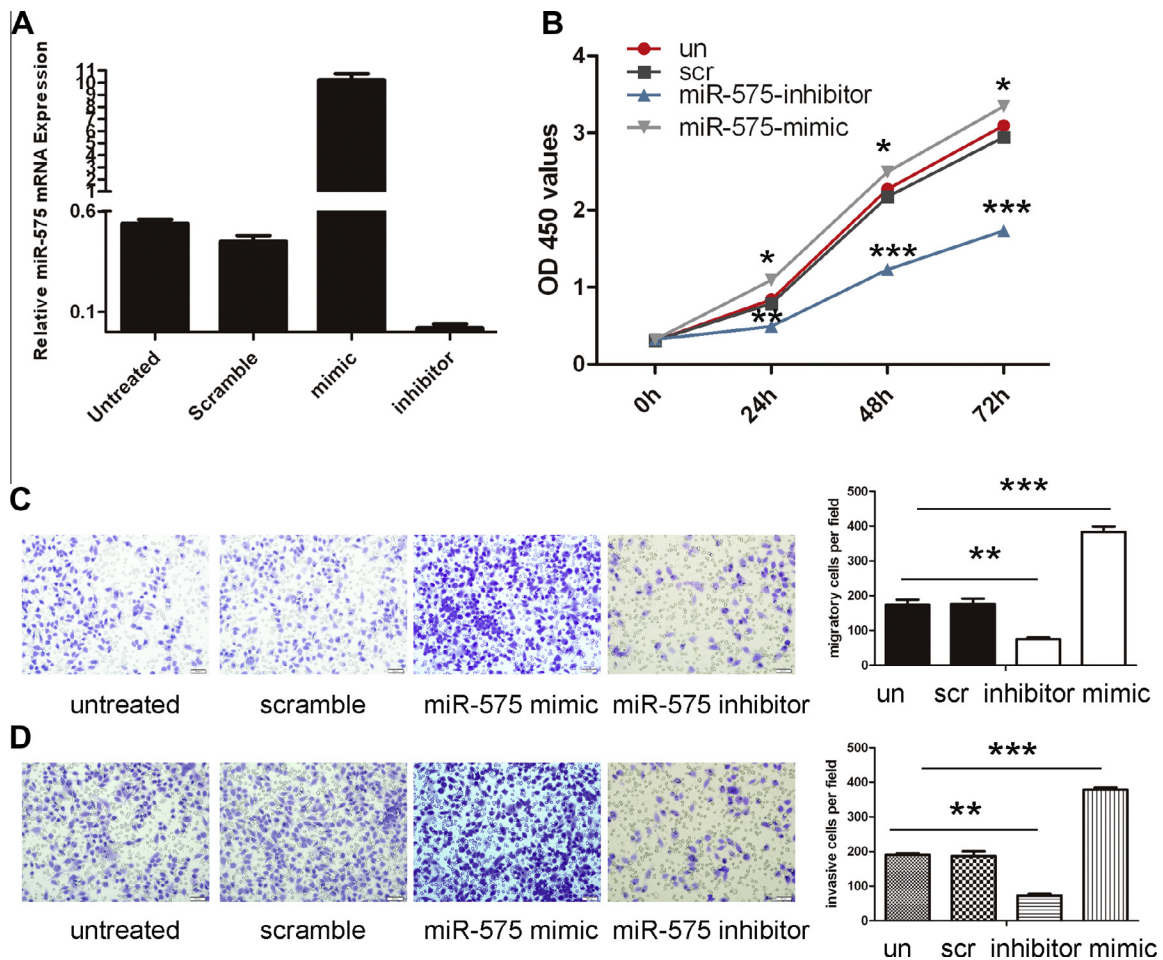 A
Relative miR-575 mRNA Expression
11
10
9
8
7
6
5
4
3
2
1
0.6
0.1
Untreated
Scramble
mimic
inhibitor
B
un
scr
miR-575-inhibitor
miR-575-mimic
OD 450 values
4
3
2
1
0
*
*
*
**
***
***
0h
24h
48h
72h
C
untreated
scramble
miR-575 mimic
miR-575 inhibitor
migratory cells per field
500
400
300
200
100
0
***
**
un
scr
inhibitor
mimic
D
untreated
scramble
miR-575 mimic
miR-575 inhibitor
invasive cells per field
500
400
300
200
100
0
***
**
un
scr
inhibitor
mimic